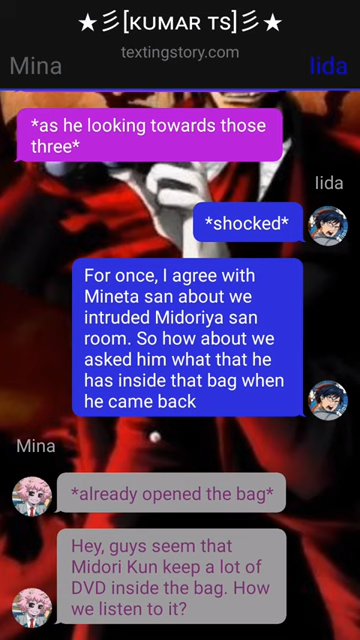 ★彡[ᴋᴜᴍᴀʀ ᴛs]彡★
textingstory.com
Mina
Iida
*as he looking towards those
three*
Iida
*shocked*
For once, I agree with
Mineta san about we
intruded Midoriya san
room. So how about we
asked him what that he
has inside that bag when
he came back
Mina
*already opened the bag*
Hey, guys seem that
Midori Kun keep a lot of
DVD inside the bag. How
we listen to it?